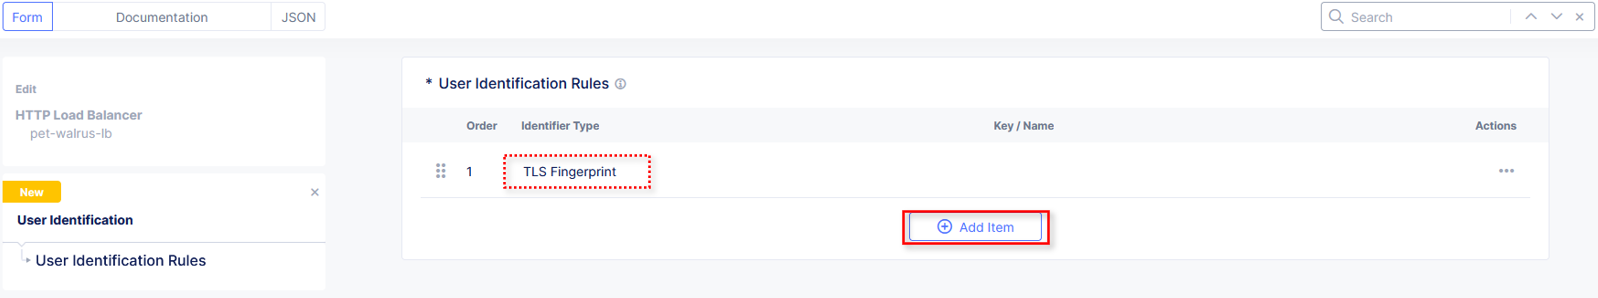 Form Documentation JSON
Search
Edit
HTTP Load Balancer
pet-walrus-lb
New
User Identification
User Identification Rules
* User Identification Rules
Order Identifier Type Key / Name Actions
1 TLS Fingerprint
Add Item